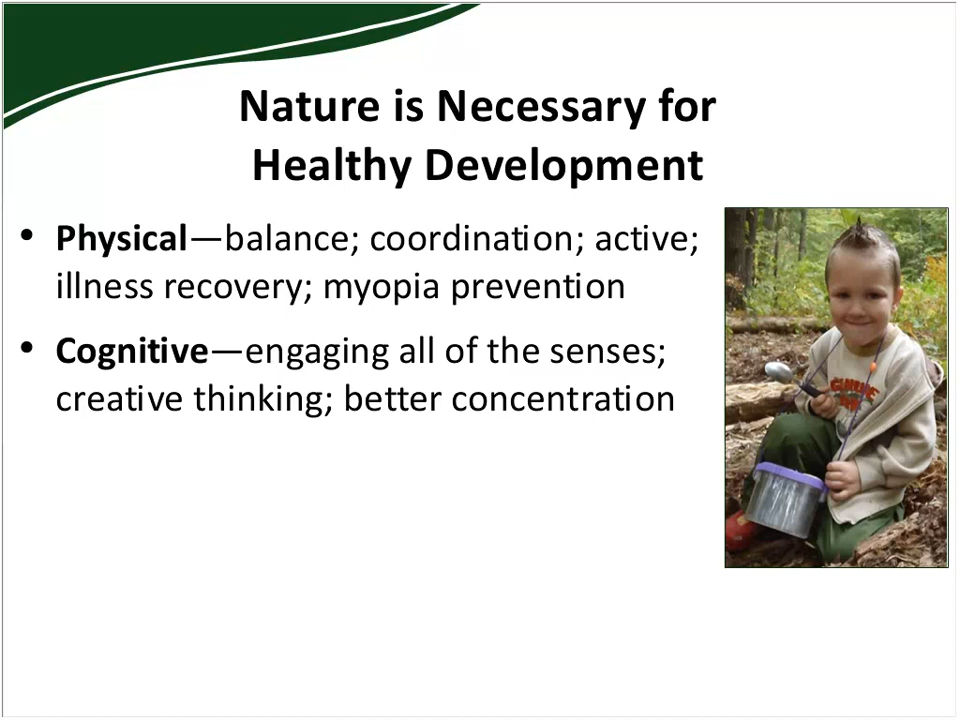 Nature is Necessary for
Healthy Development
• Physical—balance; coordination; active;
illness recovery; myopia prevention
• Cognitive—engaging all of the senses;
creative thinking; better concentration